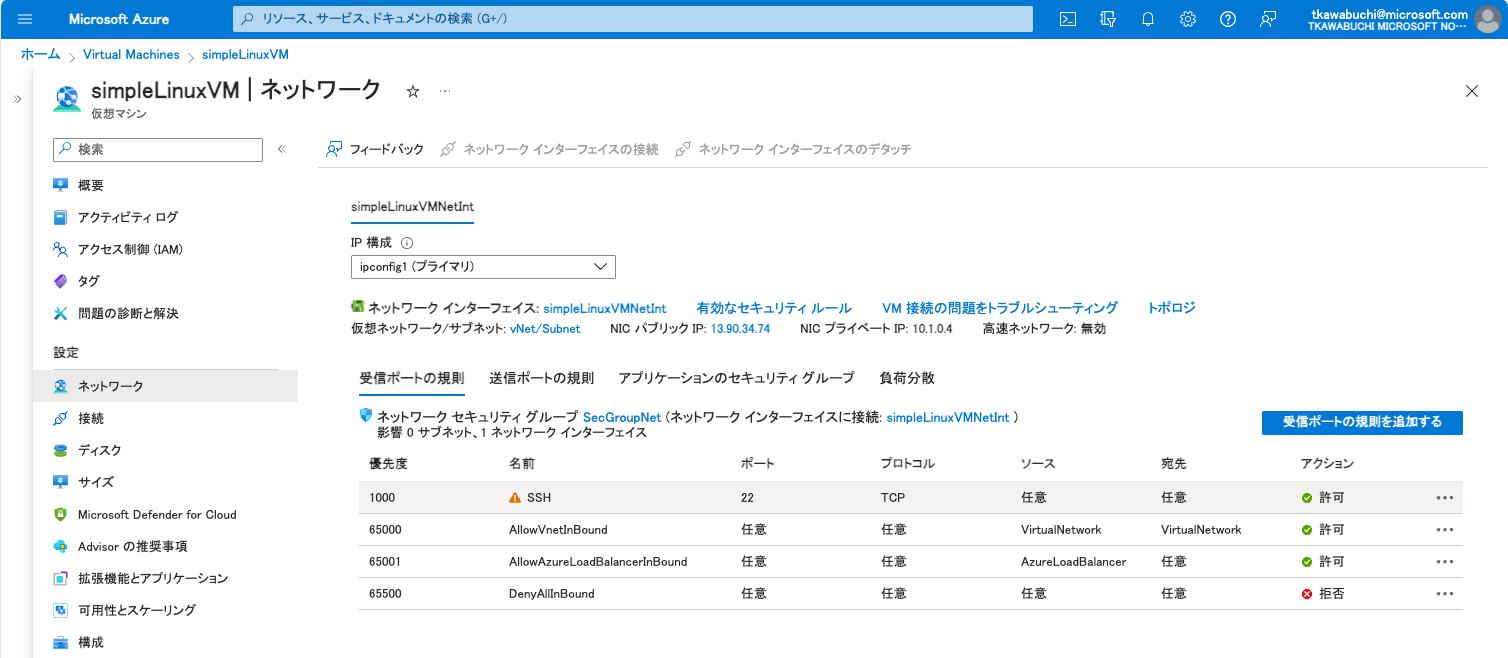 Microsoft Azure
リソース、サービス、ドキュメントの検索 (G+/)
tkawabuchi@microsoft.com
TKAWABUCHI MICROSOFT NO…
ホーム > Virtual Machines > simpleLinuxVM
simpleLinuxVM | ネットワーク
仮想マシン
検索
概要
アクティビティ ログ
アクセス制御 (IAM)
タグ
問題の診断と解決
設定
ネットワーク
接続
ディスク
サイズ
Microsoft Defender for Cloud
Advisor の推奨事項
拡張機能とアプリケーション
可用性とスケーリング
構成
フィードバック ネットワーク インターフェイスの接続 ネットワーク インターフェイスのデタッチ
simpleLinuxVMNetInt
IP 構成
ipconfig1 (プライマリ)
ネットワーク インターフェイス: simpleLinuxVMNetInt 有効なセキュリティ ルール VM 接続の問題をトラブルシューティング トポロジ
仮想ネットワーク/サブネット: vNet/Subnet NIC パブリック IP: 13.90.34.74 NIC プライベート IP: 10.1.0.4 高速ネットワーク: 無効
受信ポートの規則 送信ポートの規則 アプリケーションのセキュリティ グループ 負荷分散
ネットワーク セキュリティ グループ SecGroupNet (ネットワーク インターフェイスに接続: simpleLinuxVMNetInt )
影響 0 サブネット、1 ネットワーク インターフェイス
受信ポートの規則を追加する
優先度 名前 ポート プロトコル ソース 宛先 アクション
1000 SSH 22 TCP 任意 任意 許可
65000 AllowVnetInBound 任意 任意 VirtualNetwork VirtualNetwork 許可
65001 AllowAzureLoadBalancerInBound 任意 任意 AzureLoadBalancer 任意 許可
65500 DenyAllInBound 任意 任意 任意 任意 拒否